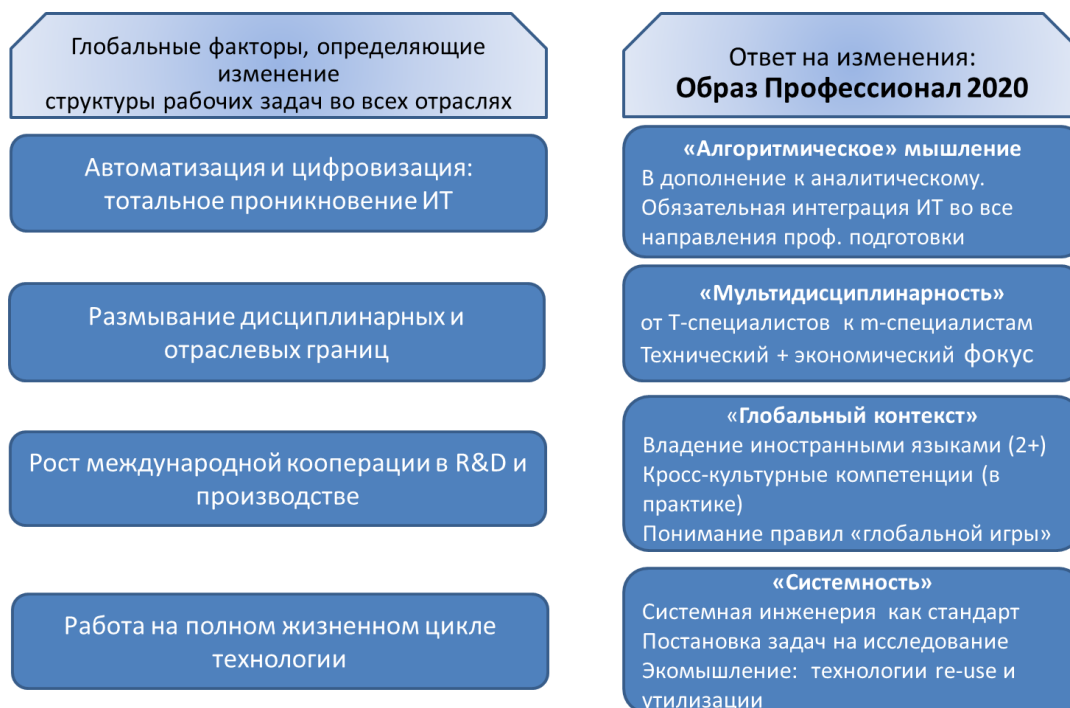 Глобальные факторы, определяющие
изменение
структуры рабочих задач во всех отраслях
Ответ на изменения:
Образ Профессионал 2020
Автоматизация и цифровизация:
тотальное проникновение ИТ
«Алгоритмическое» мышление
В дополнение к аналитическому.
Обязательная интеграция ИТ во все
направления проф. подготовки
Размывание дисциплинарных и
отраслевых границ
«Мультидисциплинарность»
от Т-специалистов к m-специалистам
Технический + экономический фокус
Рост международной кооперации в R&D и
производстве
«Глобальный контекст»
Владение иностранными языками (2+)
Кросс-культурные компетенции (в
практике)
Понимание правил «глобальной игры»
Работа на полном жизненном цикле
технологии
«Системность»
Системная инженерия как стандарт
Постановка задач на исследование
Экомышление: технологии re-use и
утилизации